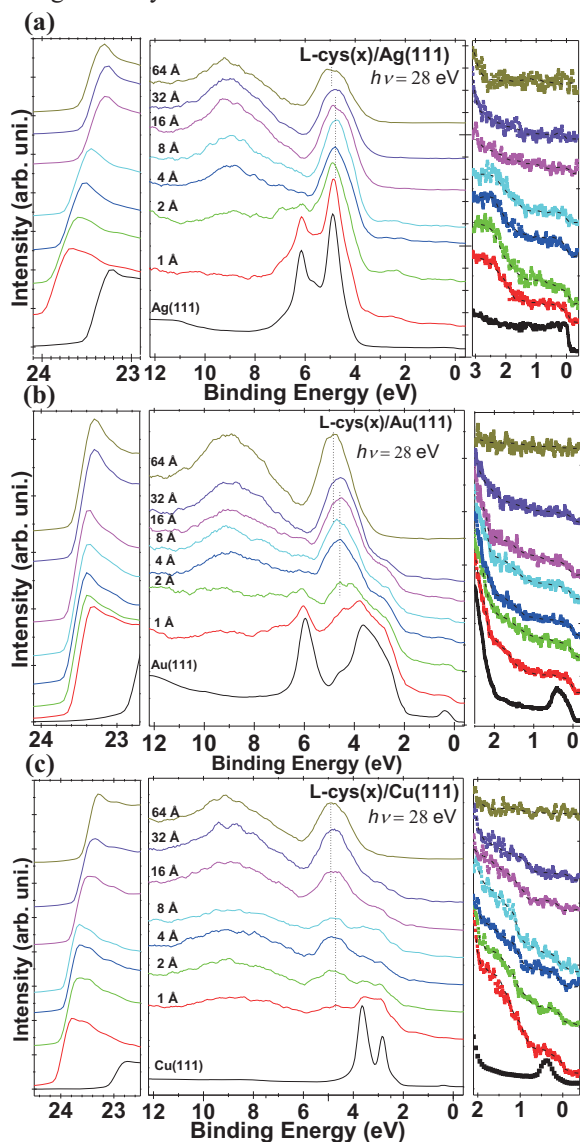 (a)
L-cys(x)/Ag(111)
hν = 28 eV
64 Å
32 Å
16 Å
8 Å
4 Å
2 Å
1 Å
Ag(111)
Intensity (arb. uni.)
24 23
12 10 8 6 4 2 0
3 2 1 0
Binding Energy (eV)
(b)
L-cys(x)/Au(111)
hν = 28 eV
64 Å
32 Å
16 Å
8 Å
4 Å
2 Å
1 Å
Au(111)
Intensity (arb. uni.)
24 23
12 10 8 6 4 2 0
2 1 0
Binding Energy (eV)
(c)
L-cys(x)/Cu(111)
hν = 28 eV
64 Å
32 Å
16 Å
8 Å
4 Å
2 Å
1 Å
Cu(111)
Intensity (arb. uni.)
24 23
12 10 8 6 4 2 0
2 1 0
Binding Energy (eV)